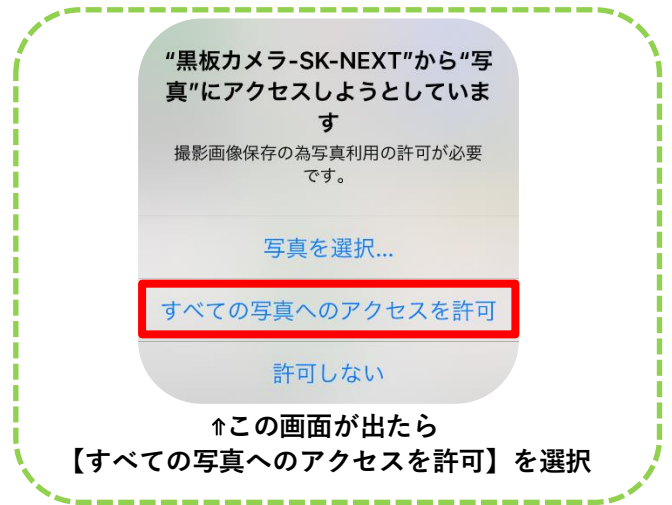 “黒板カメラ-SK-NEXT”から“写
真”にアクセスしようとしていま
す
撮影画像保存の為写真利用の許可が必要
です。
写真を選択...
すべての写真へのアクセスを許可
許可しない
⇑この画面が出たら
【すべての写真へのアクセスを許可】を選択